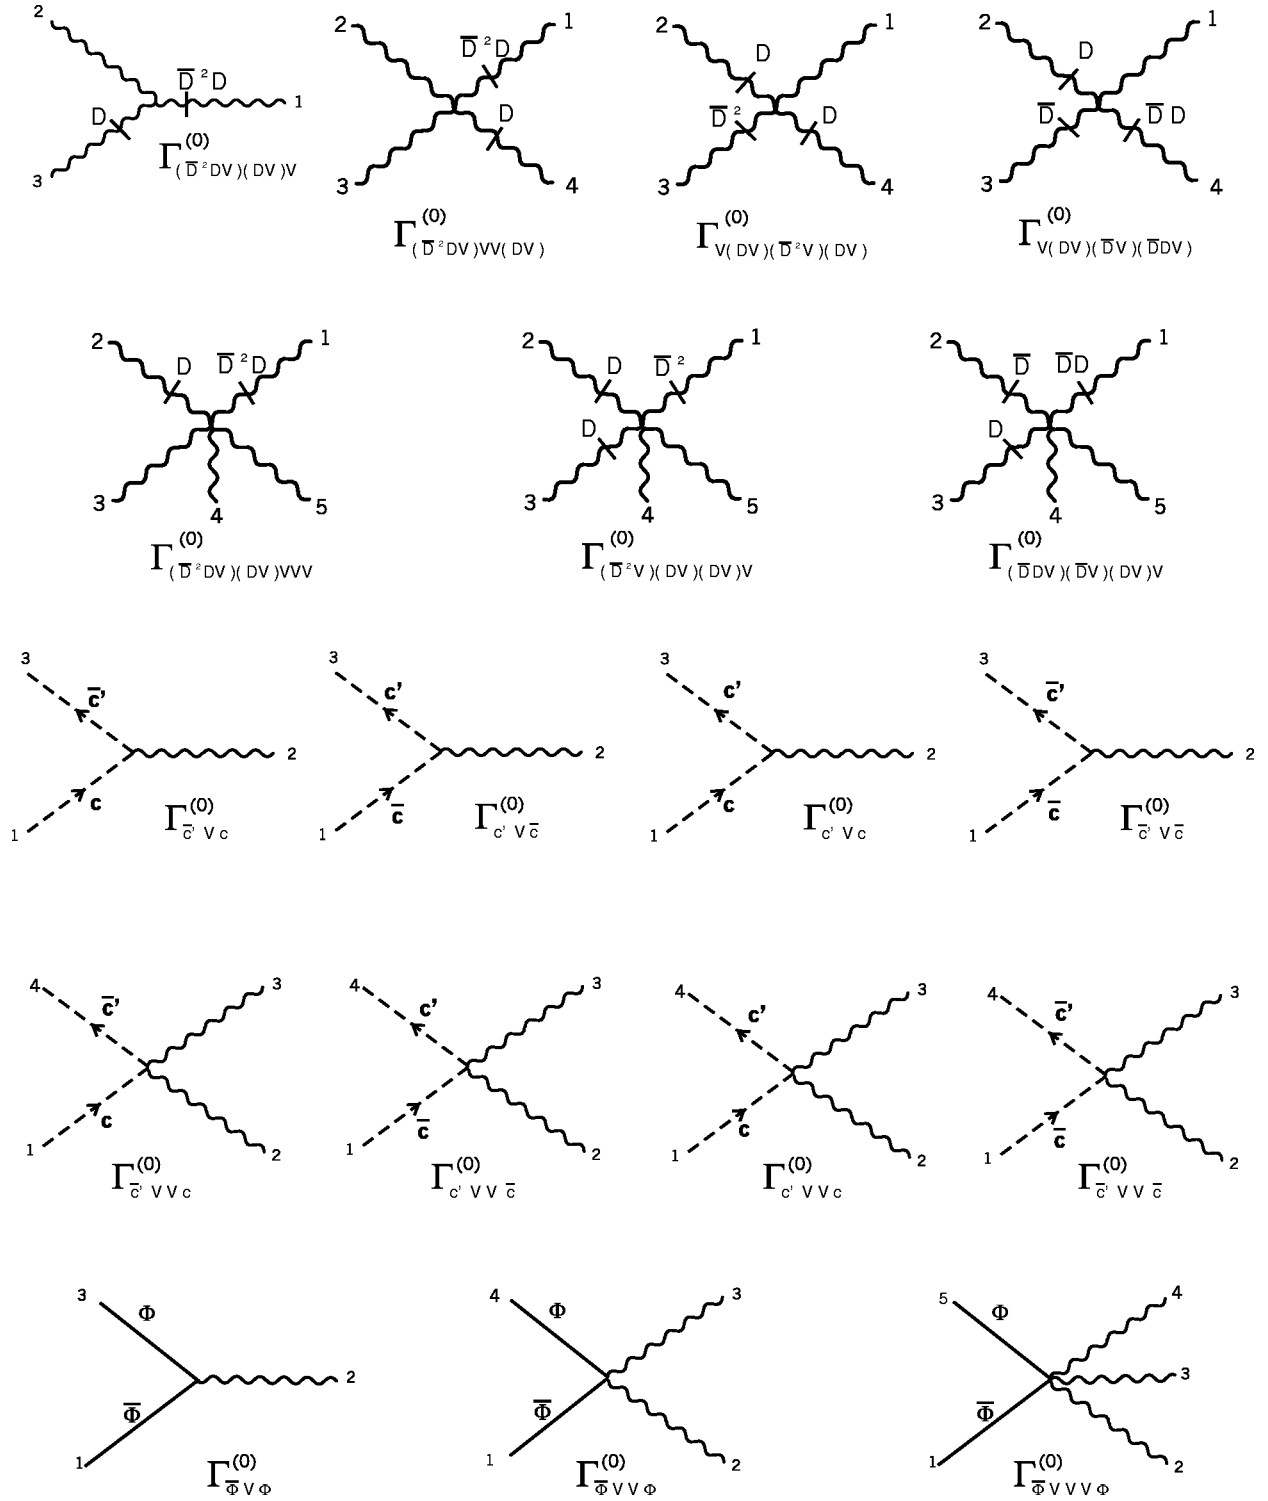 2 D̄²D 1 D 3
Γ⁽⁰⁾(D̄²DV)(DV)V
2 D̄²D 1 D 3 4
Γ⁽⁰⁾(D̄²DV)VV(DV)
2 D 1 D̄² D 3 4
Γ⁽⁰⁾V(DV)(D̄²V)(DV)
2 D 1 D̄ D̄D 3 4
Γ⁽⁰⁾V(DV)(D̄V)(D̄DV)
2 D D̄²D 1 3 4 5
Γ⁽⁰⁾(D̄²DV)(DV)VVV
2 D D̄² 1 D 3 4 5
Γ⁽⁰⁾(D̄²V)(DV)(DV)V
2 D̄ D̄D 1 D 3 4 5
Γ⁽⁰⁾(D̄DV)(D̄V)(DV)V
3 c̄' 2 c 1
Γ⁽⁰⁾c̄'Vc
3 c' 2 c̄ 1
Γ⁽⁰⁾c'Vc̄
3 c' 2 c 1
Γ⁽⁰⁾c'Vc
3 c̄' 2 c̄ 1
Γ⁽⁰⁾c̄'Vc̄
4 c̄' 3 c 1 2
Γ⁽⁰⁾c̄'VVc
4 c' 3 c̄ 1 2
Γ⁽⁰⁾c'VVc̄
4 c' 3 c 1 2
Γ⁽⁰⁾c'VVc
4 c̄' 3 c̄ 1 2
Γ⁽⁰⁾c̄'VVc̄
3 Φ 2 Φ̄ 1
Γ⁽⁰⁾Φ̄VΦ
4 Φ 3 Φ̄ 1 2
Γ⁽⁰⁾Φ̄VVΦ
5 Φ 4 3 Φ̄ 1 2
Γ⁽⁰⁾Φ̄VVVΦ